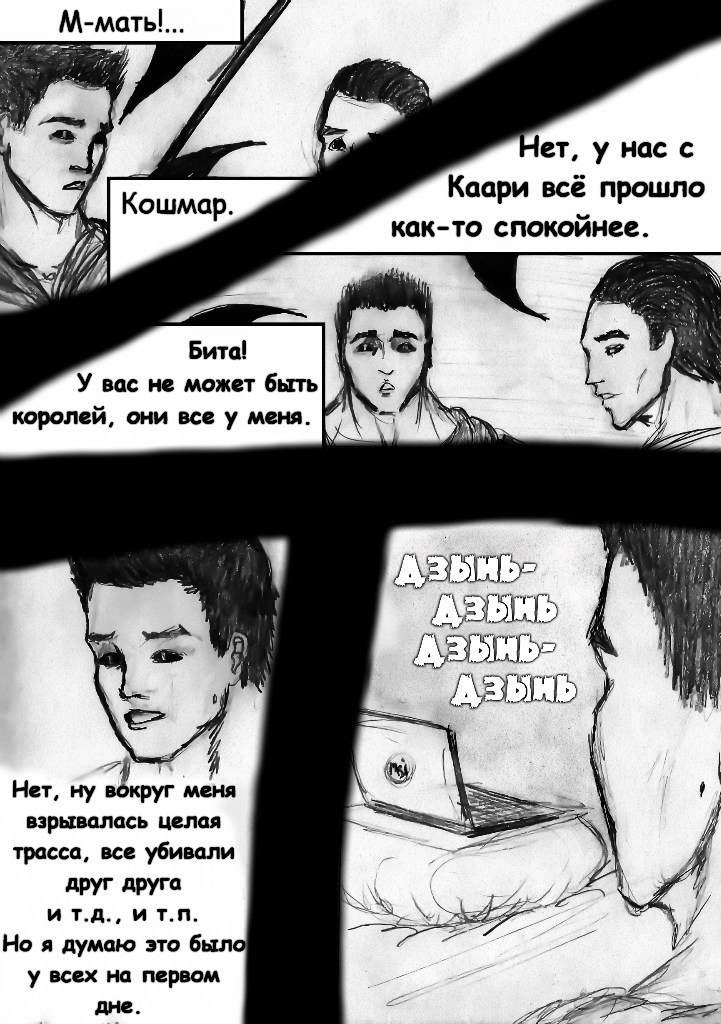 М-мать!...
Кошмар.
Нет, у нас с
Каари всё прошло
как-то спокойнее.
Бита!
У вас не может быть
королей, они все у меня.
Нет, ну вокруг меня
взрывалась целая
трасса, все убивали
друг друга
и т.д., и т.п.
Но я думаю это было
у всех на первом
дне.
Дзынь-
Дзынь
Дзынь-
Дзынь
msi